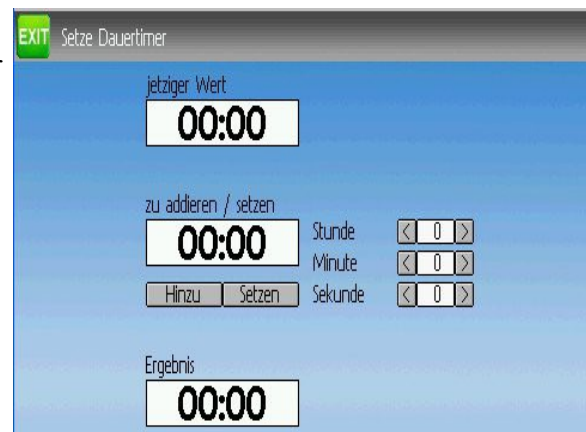 EXIT Setze Dauertimer
jetziger Wert
00:00
zu addieren / setzen
00:00
Stunde < 0 >
Minute < 0 >
Hinzu Setzen Sekunde < 0 >
Ergebnis
00:00